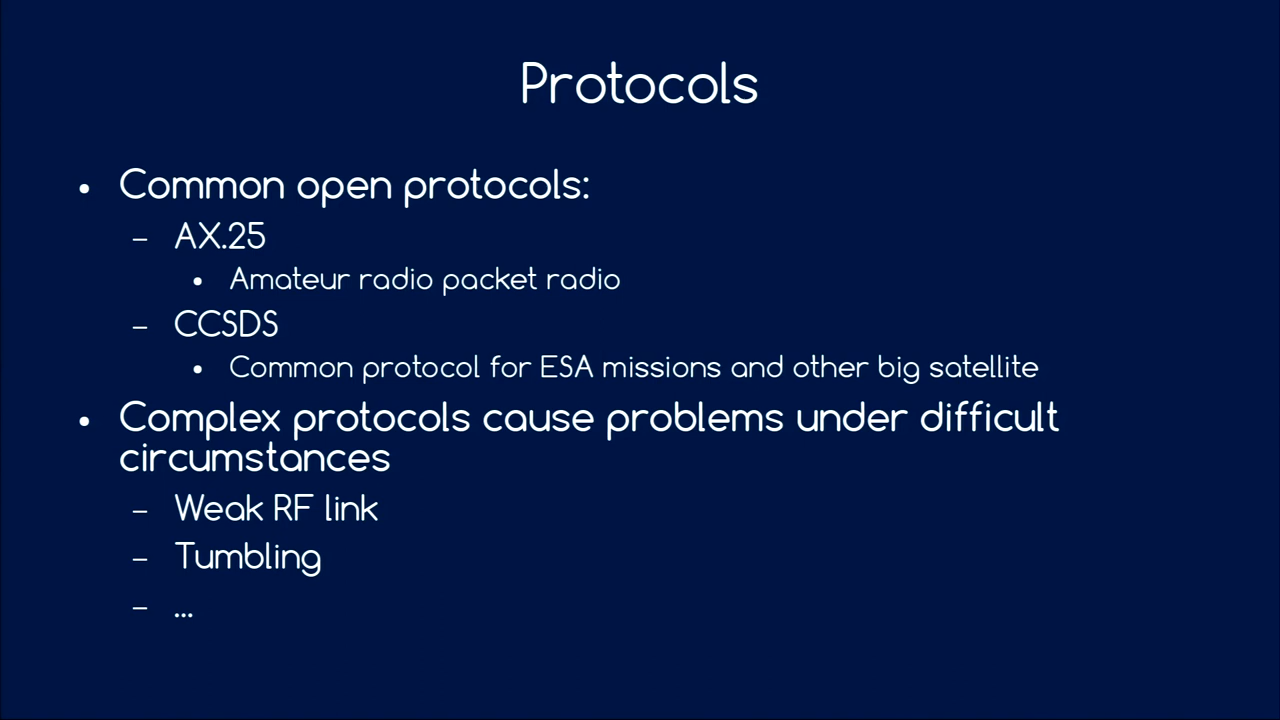 Protocols
• Common open protocols:
– AX.25
• Amateur radio packet radio
– CCSDS
• Common protocol for ESA missions and other big satellite
• Complex protocols cause problems under difficult
circumstances
– Weak RF link
– Tumbling
– ...